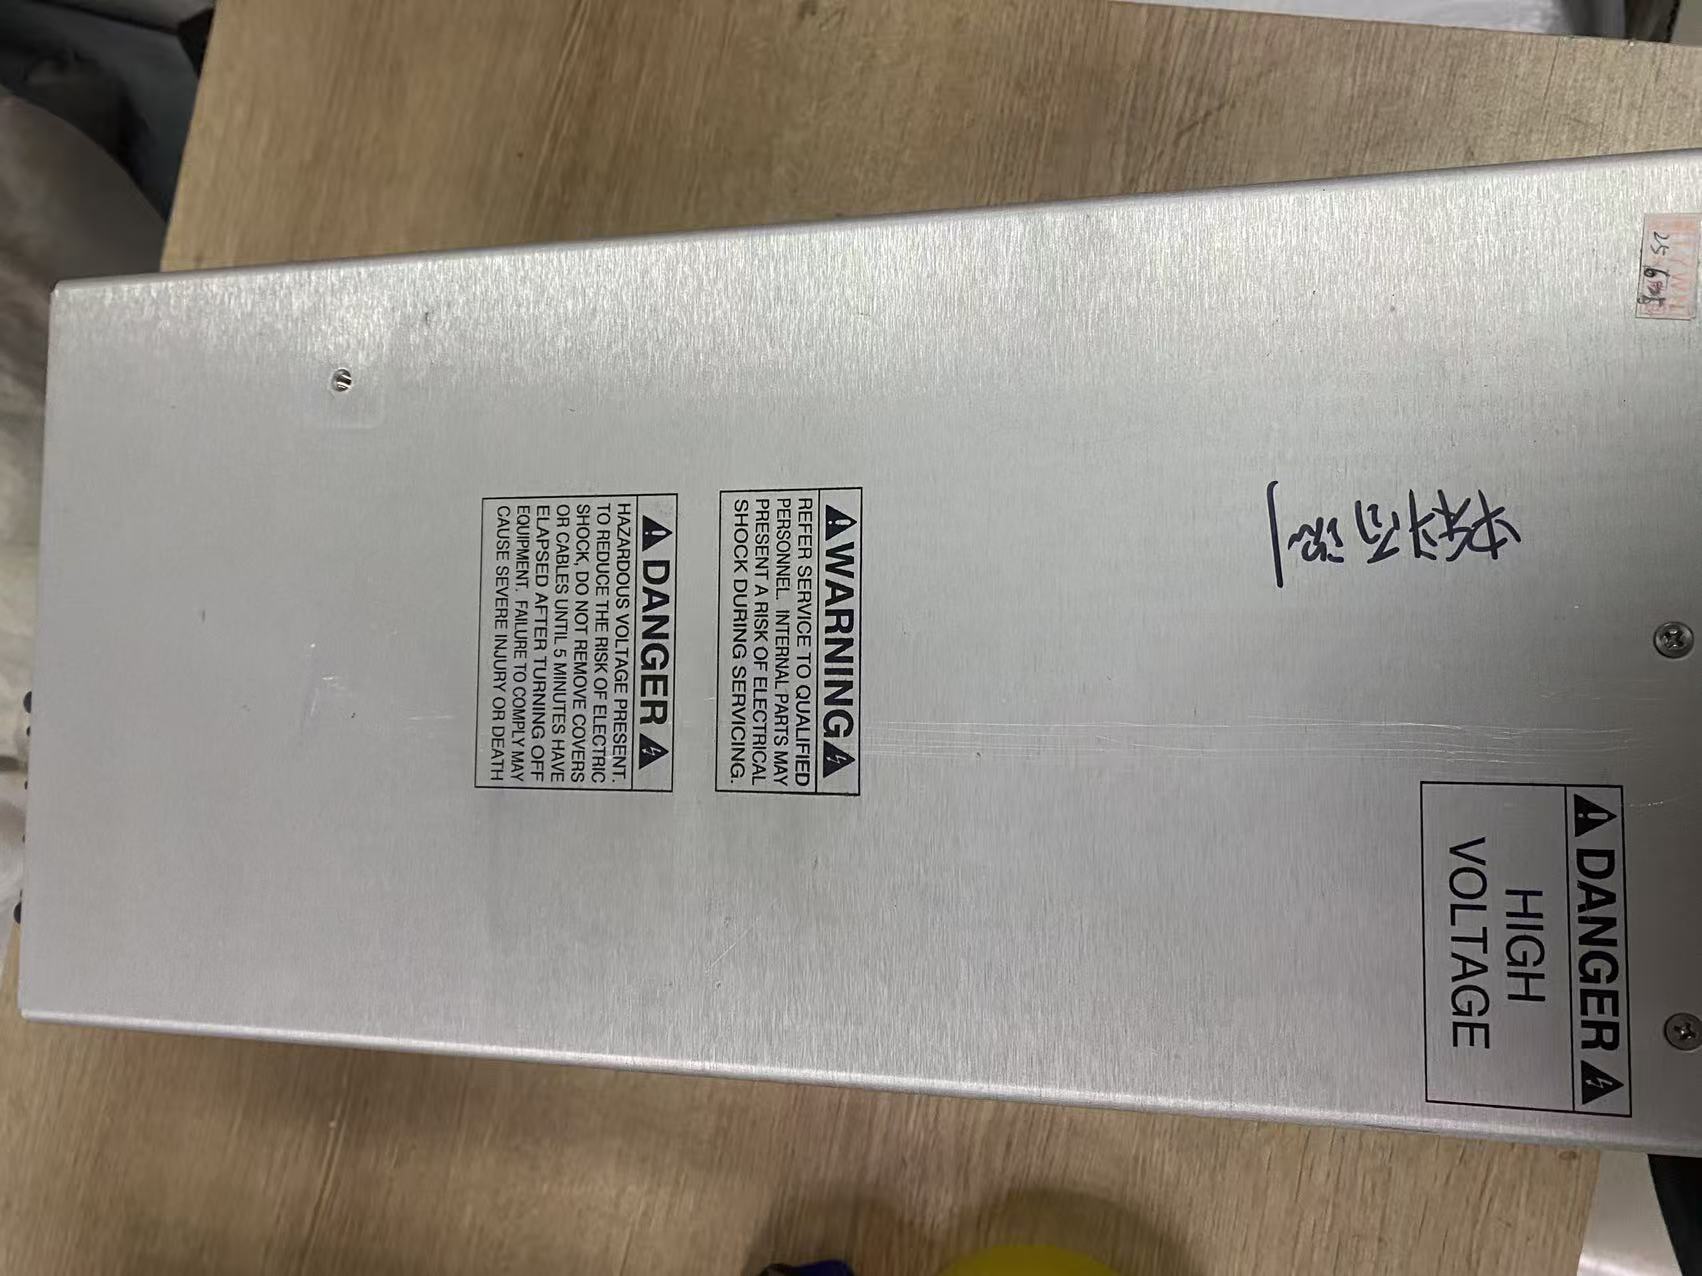 25
DANGER
HIGH
VOLTAGE
WARNING
REFER SERVICE TO QUALIFIED
PERSONNEL. INTERNAL PARTS MAY
PRESENT A RISK OF ELECTRICAL
SHOCK DURING SERVICING.
DANGER
HAZARDOUS VOLTAGE PRESENT.
TO REDUCE THE RISK OF ELECTRIC
SHOCK, DO NOT REMOVE COVERS
OR CABLES UNTIL 5 MINUTES HAVE
ELAPSED AFTER TURNING OFF
EQUIPMENT. FAILURE TO COMPLY MAY
CAUSE SEVERE INJURY OR DEATH